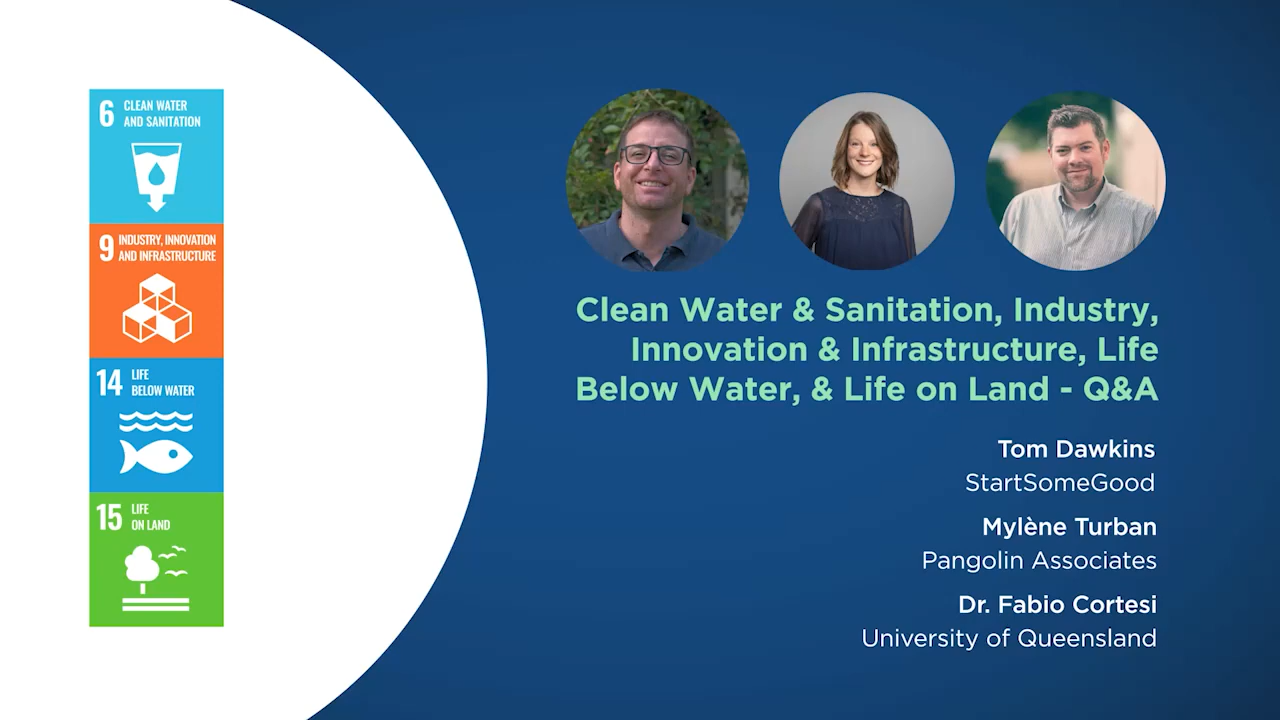 6 CLEAN WATER
AND SANITATION
9 INDUSTRY, INNOVATION
AND INFRASTRUCTURE
14 LIFE
BELOW WATER
15 LIFE
ON LAND
Clean Water & Sanitation, Industry,
Innovation & Infrastructure, Life
Below Water, & Life on Land - Q&A
Tom Dawkins
StartSomeGood
Mylène Turban
Pangolin Associates
Dr. Fabio Cortesi
University of Queensland